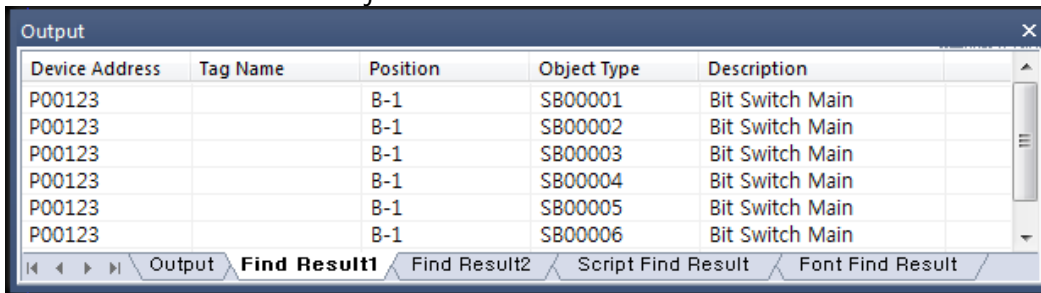 Output
Device Address Tag Name Position Object Type Description
P00123 B-1 SB00001 Bit Switch Main
P00123 B-1 SB00002 Bit Switch Main
P00123 B-1 SB00003 Bit Switch Main
P00123 B-1 SB00004 Bit Switch Main
P00123 B-1 SB00005 Bit Switch Main
P00123 B-1 SB00006 Bit Switch Main
Output Find Result1 Find Result2 Script Find Result Font Find Result